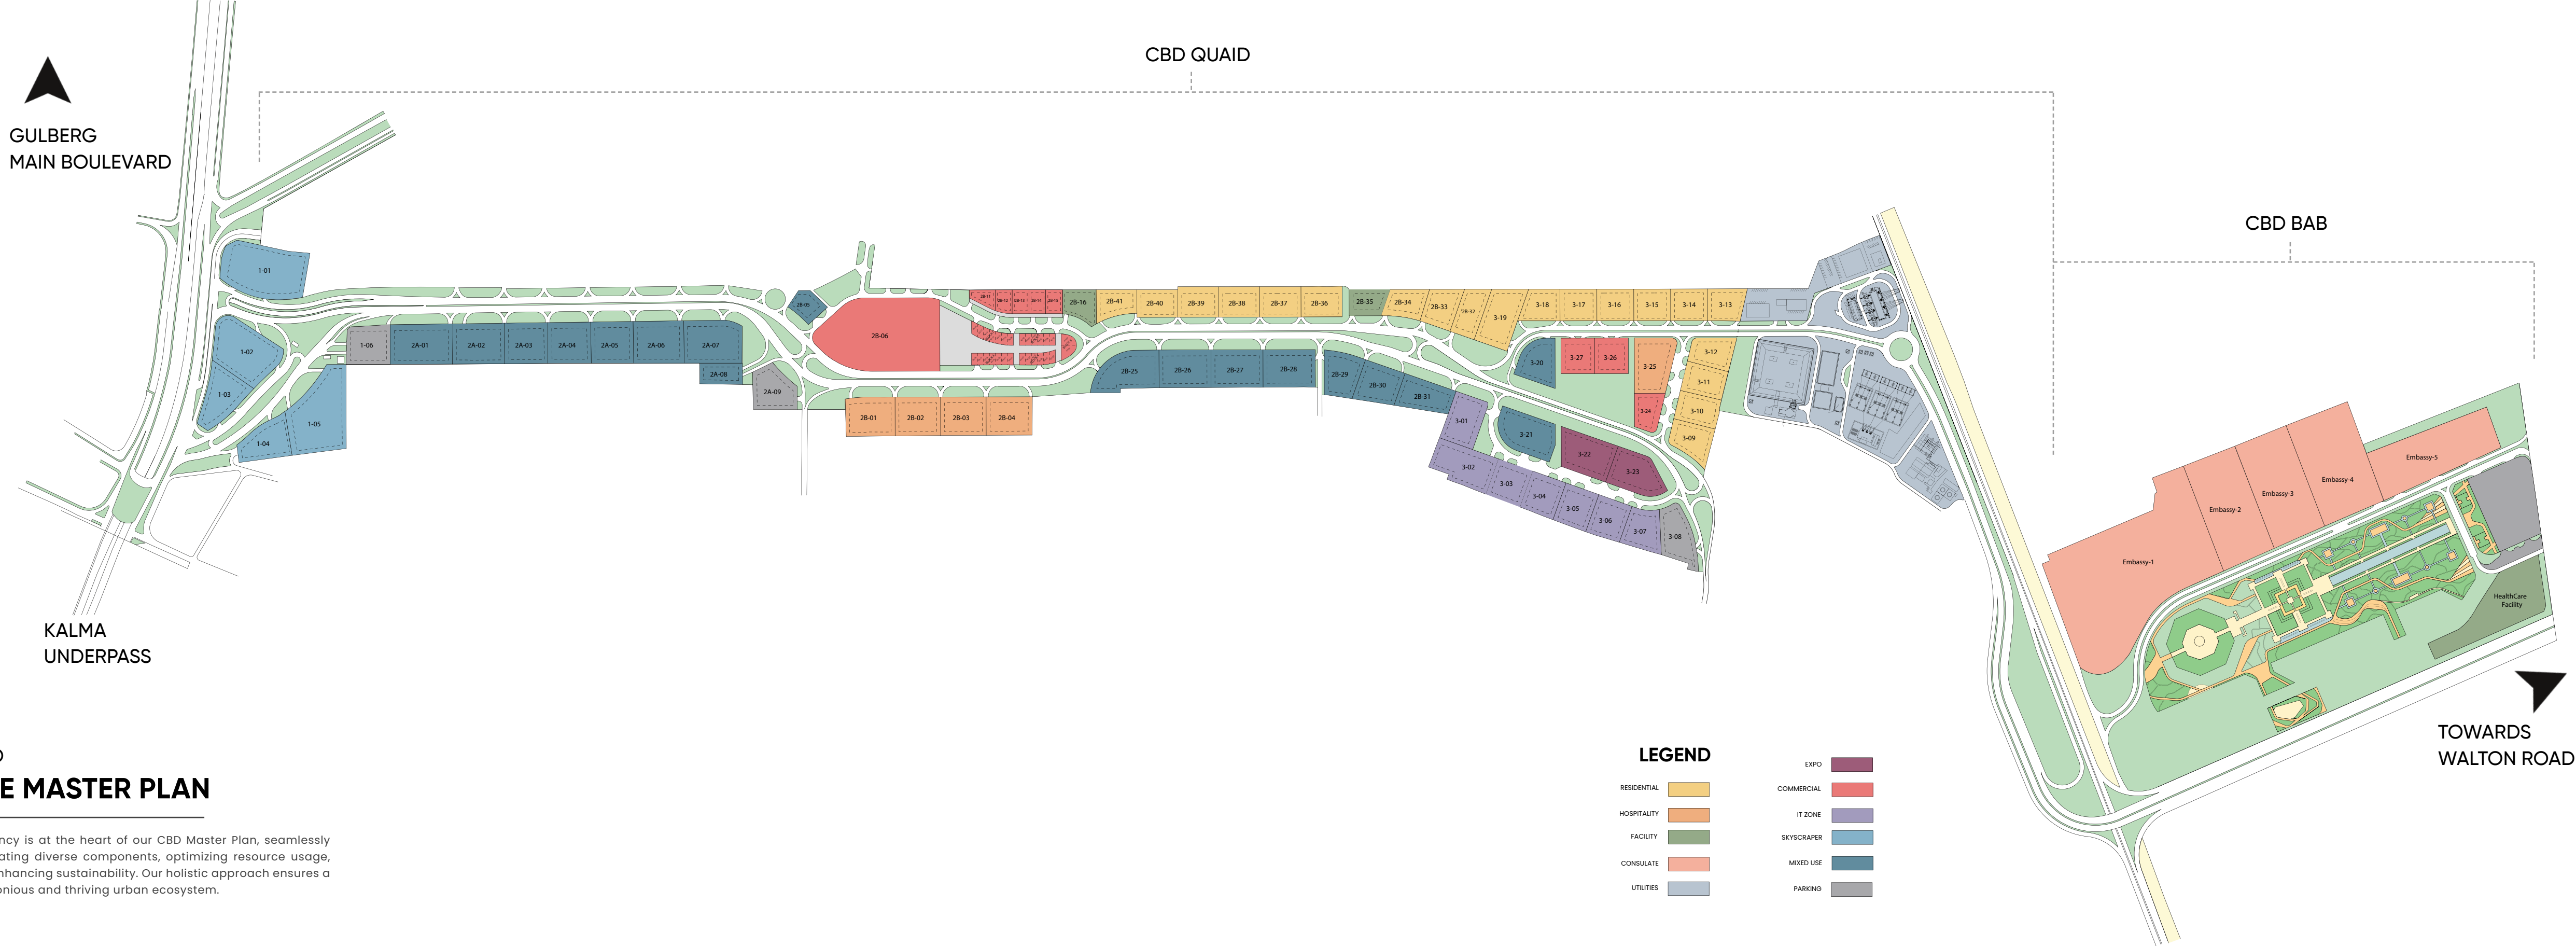 CBD QUAID
GULBERG
MAIN BOULEVARD
CBD BAB
1-01
1-02
1-03
1-04
1-05
1-06
2A-01
2A-02
2A-03
2A-04
2A-05
2A-06
2A-07
2A-08
2A-09
2B-05
2B-06
2B-01
2B-02
2B-03
2B-04
2B-11
2B-16
2B-41
2B-40
2B-39
2B-38
2B-37
2B-36
2B-35
2B-34
2B-33
2B-32
3-19
3-18
3-17
3-16
3-15
3-14
3-13
2B-25
2B-26
2B-27
2B-28
2B-29
2B-30
2B-31
3-20
3-27
3-26
3-25
3-24
3-12
3-11
3-10
3-09
3-01
3-02
3-03
3-04
3-05
3-06
3-07
3-08
3-21
3-22
3-23
Embassy-1
Embassy-2
Embassy-3
Embassy-4
Embassy-5
HealthCare
Facility
KALMA
UNDERPASS
TOWARDS
WALTON ROAD
E MASTER PLAN
ncy is at the heart of our CBD Master Plan, seamlessly
ating diverse components, optimizing resource usage,
nhancing sustainability. Our holistic approach ensures a
onious and thriving urban ecosystem.
LEGEND
RESIDENTIAL
HOSPITALITY
FACILITY
CONSULATE
UTILITIES
EXPO
COMMERCIAL
IT ZONE
SKYSCRAPER
MIXED USE
PARKING